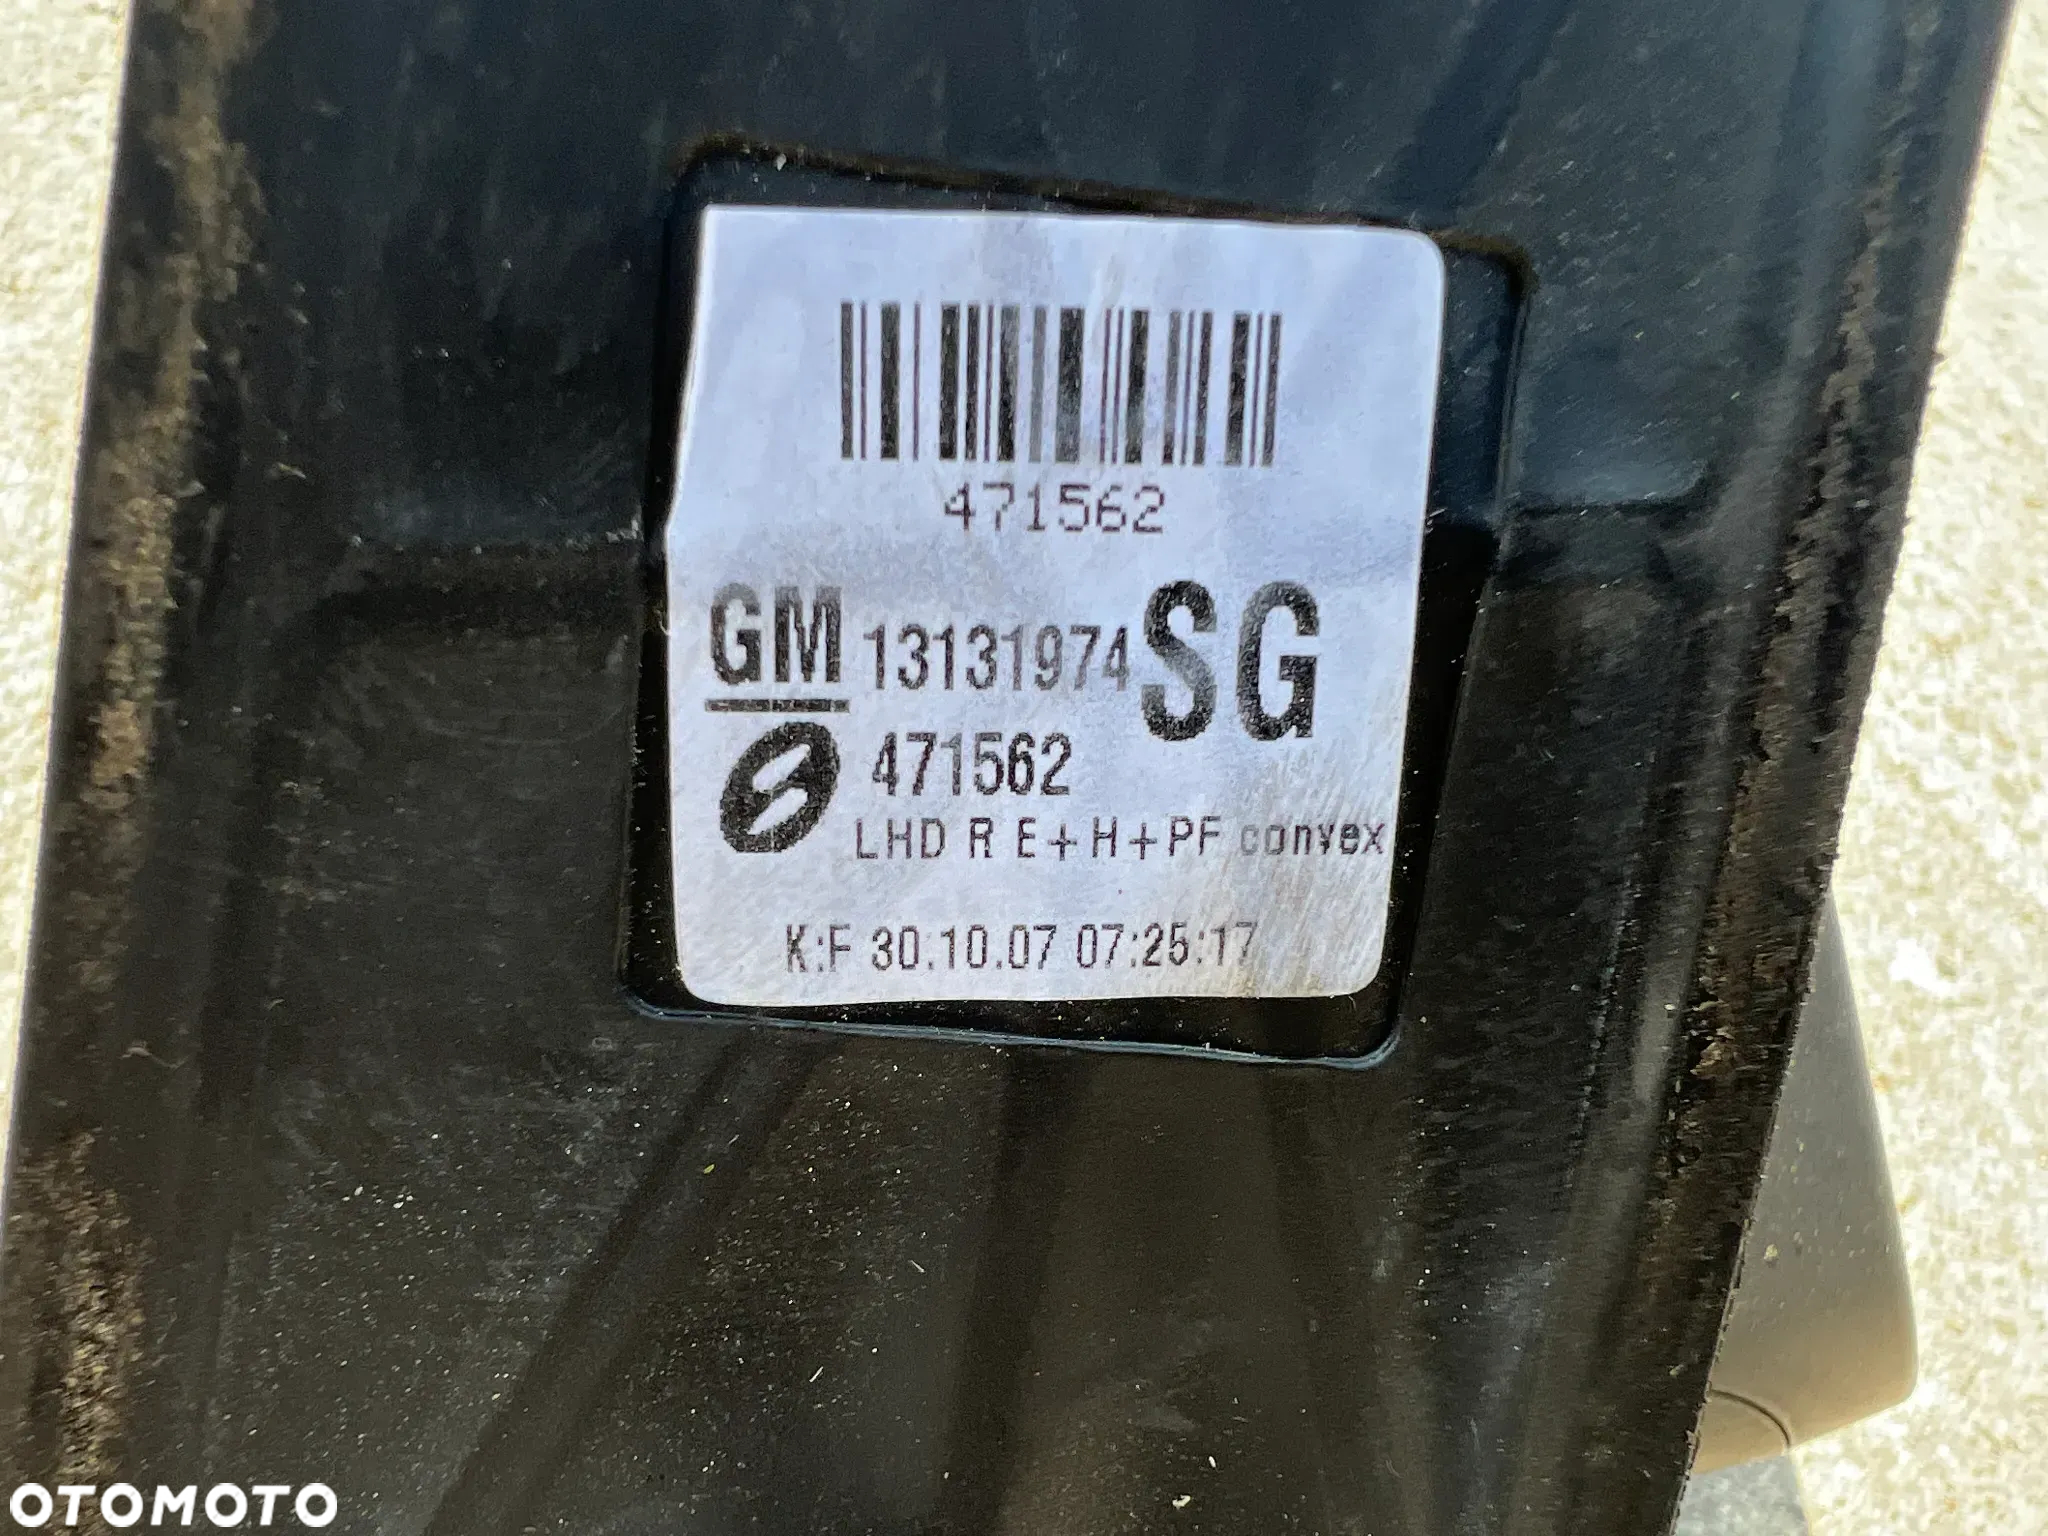 471562
GM 13131974 SG
471562
LHD R E+H+PF convex
K:F 30.10.07 07:25:17
OTOMOTO